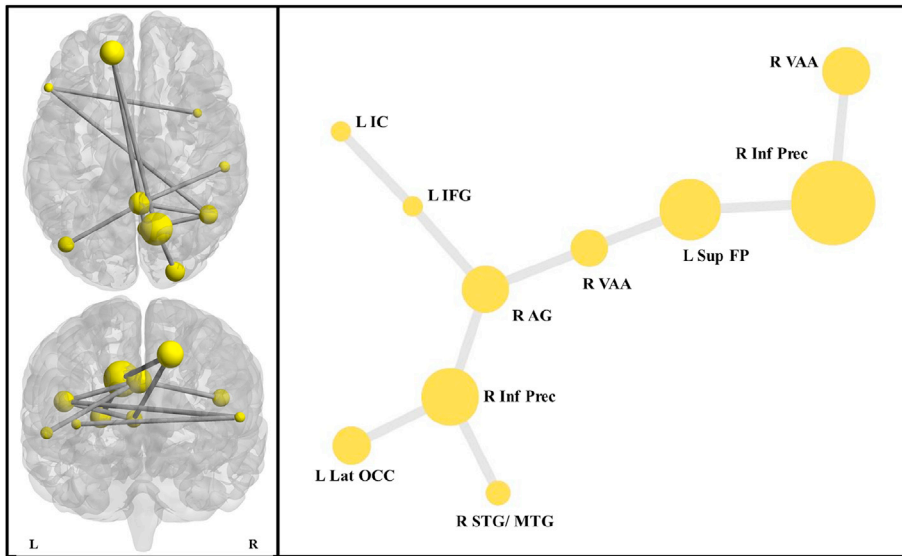 R VAA
L IC
R Inf Prec
L IFG
L Sup FP
R VAA
R AG
R Inf Prec
L Lat OCC
R STG/ MTG
L R